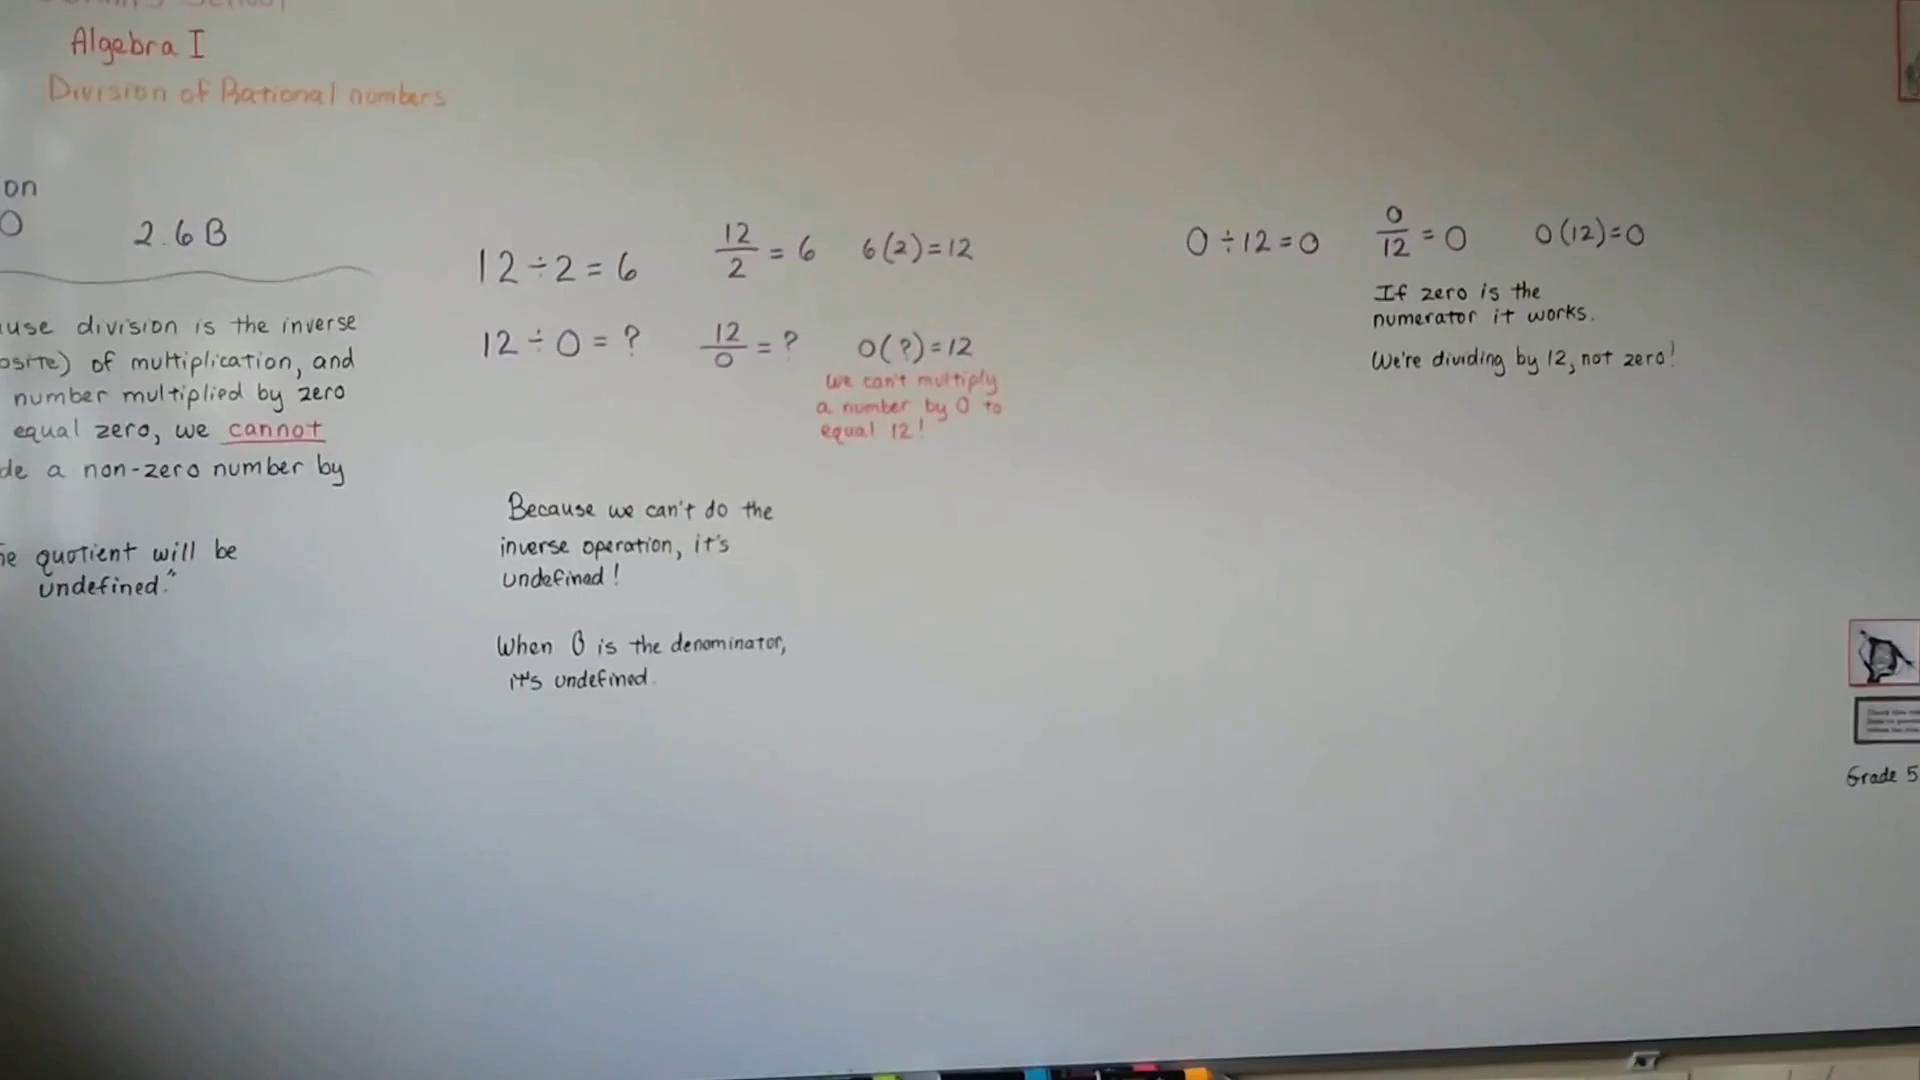 Algebra I
Division of Rational numbers
on
0
2.6 B
use division is the inverse
osite) of multiplication, and
number multiplied by zero
equal zero, we cannot
de a non-zero number by
quotient will be
undefined."
12 ÷ 2 = 6
12/2 = 6
6(2)=12
12 ÷ 0 = ?
12/0 = ?
0(?)=12
We can't multiply
a number by 0 to
equal 12!
Because we can't do the
inverse operation, it's
undefined!
When 0 is the denominator,
it's undefined.
0 ÷ 12 = 0
0/12 = 0
0(12)=0
If zero is the
numerator it works.
We're dividing by 12, not zero!
Grade 5